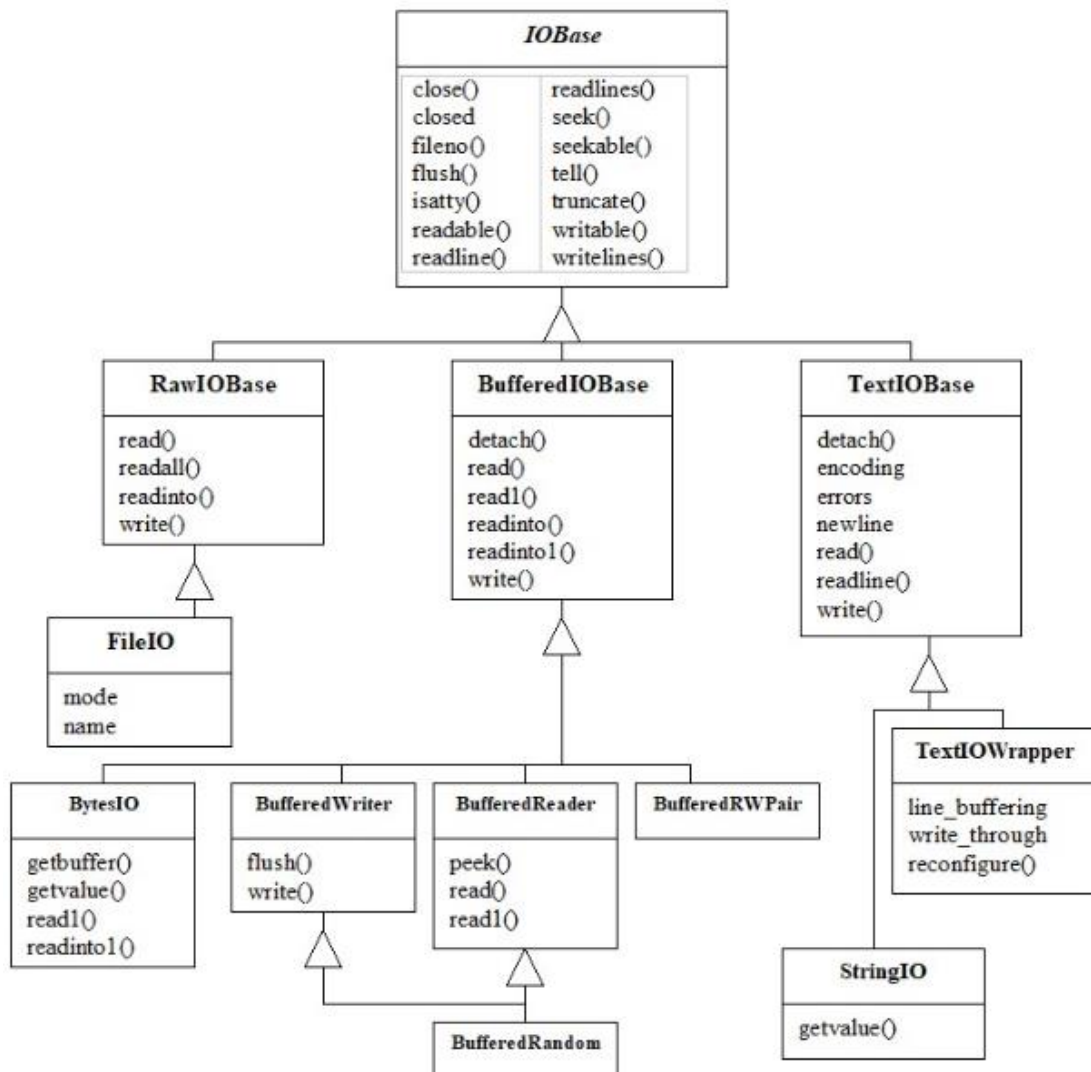 IOBase
close()
closed
fileno()
flush()
isatty()
readable()
readline()
readlines()
seek()
seekable()
tell()
truncate()
writable()
writelines()
RawIOBase
read()
readall()
readinto()
write()
BufferedIOBase
detach()
read()
read1()
readinto()
readinto1()
write()
TextIOBase
detach()
encoding
errors
newline
read()
readline()
write()
FileIO
mode
name
BytesIO
getbuffer()
getvalue()
read1()
readinto1()
BufferedWriter
flush()
write()
BufferedReader
peek()
read()
read1()
BufferedRWPair
TextIOWrapper
line_buffering
write_through
reconfigure()
StringIO
getvalue()
BufferedRandom